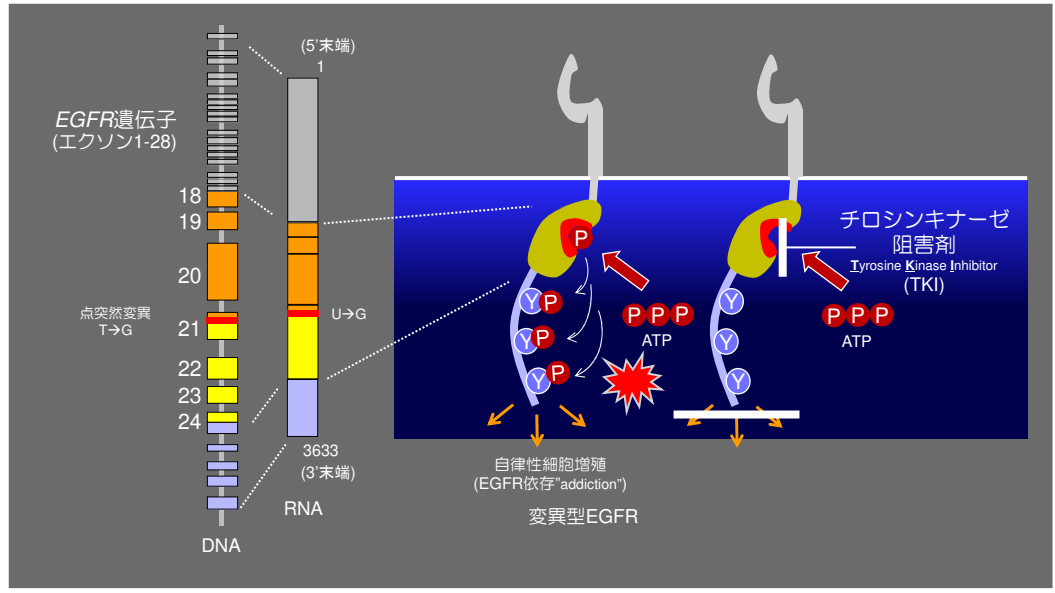 (5’末端)
1
EGFR遺伝子
(エクソン1-28)
18
19
20
点突然変異
T→G
21
22
23
24
U→G
3633
(3’末端)
RNA
DNA
P
Y P
Y P
Y P
P P P
ATP
自律性細胞増殖
(EGFR依存”addiction”)
変異型EGFR
チロシンキナーゼ
阻害剤
Tyrosine Kinase Inhibitor
(TKI)
Y
Y
Y
P P P
ATP